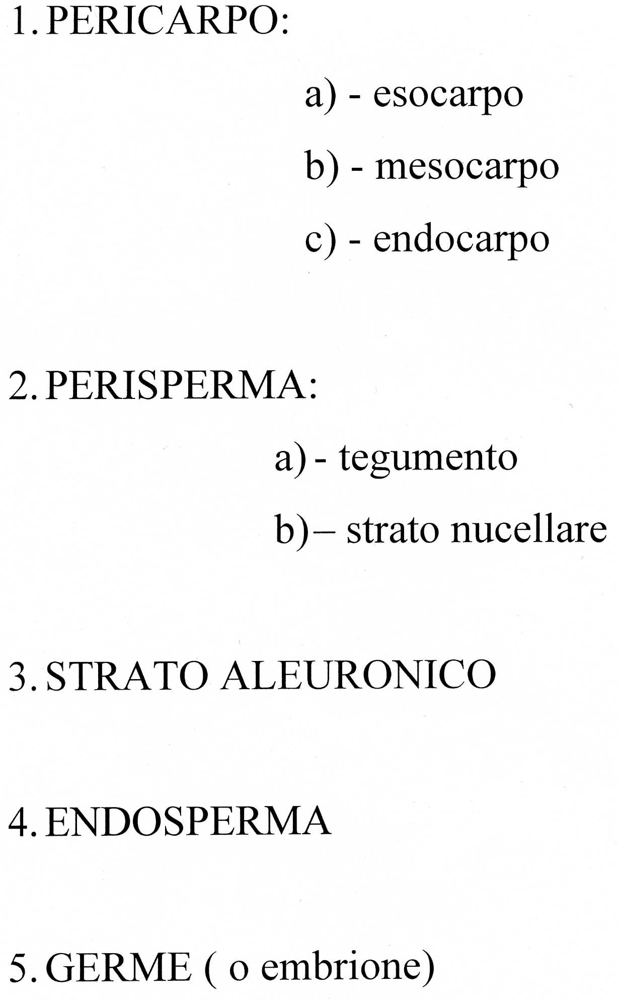 1. PERICARPO:
a) - esocarpo
b) - mesocarpo
c) - endocarpo
2. PERISPERMA:
a) - tegumento
b)– strato nucellare
3. STRATO ALEURONICO
4. ENDOSPERMA
5. GERME ( o embrione)